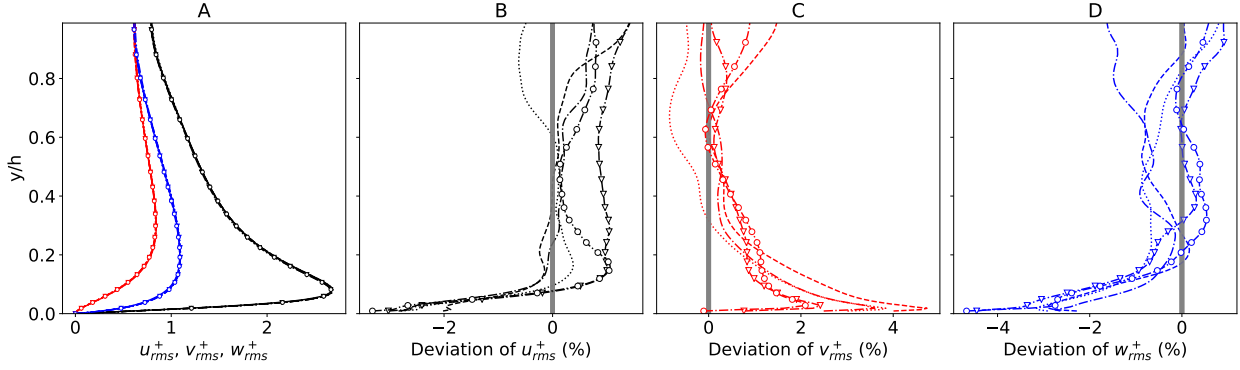 A
B
C
D
y/h
0.8
0.6
0.4
0.2
0.0
0 1 2
−2 0
0 2 4
−4 −2 0
u⁺rms, v⁺rms, w⁺rms
Deviation of u⁺rms (%)
Deviation of v⁺rms (%)
Deviation of w⁺rms (%)